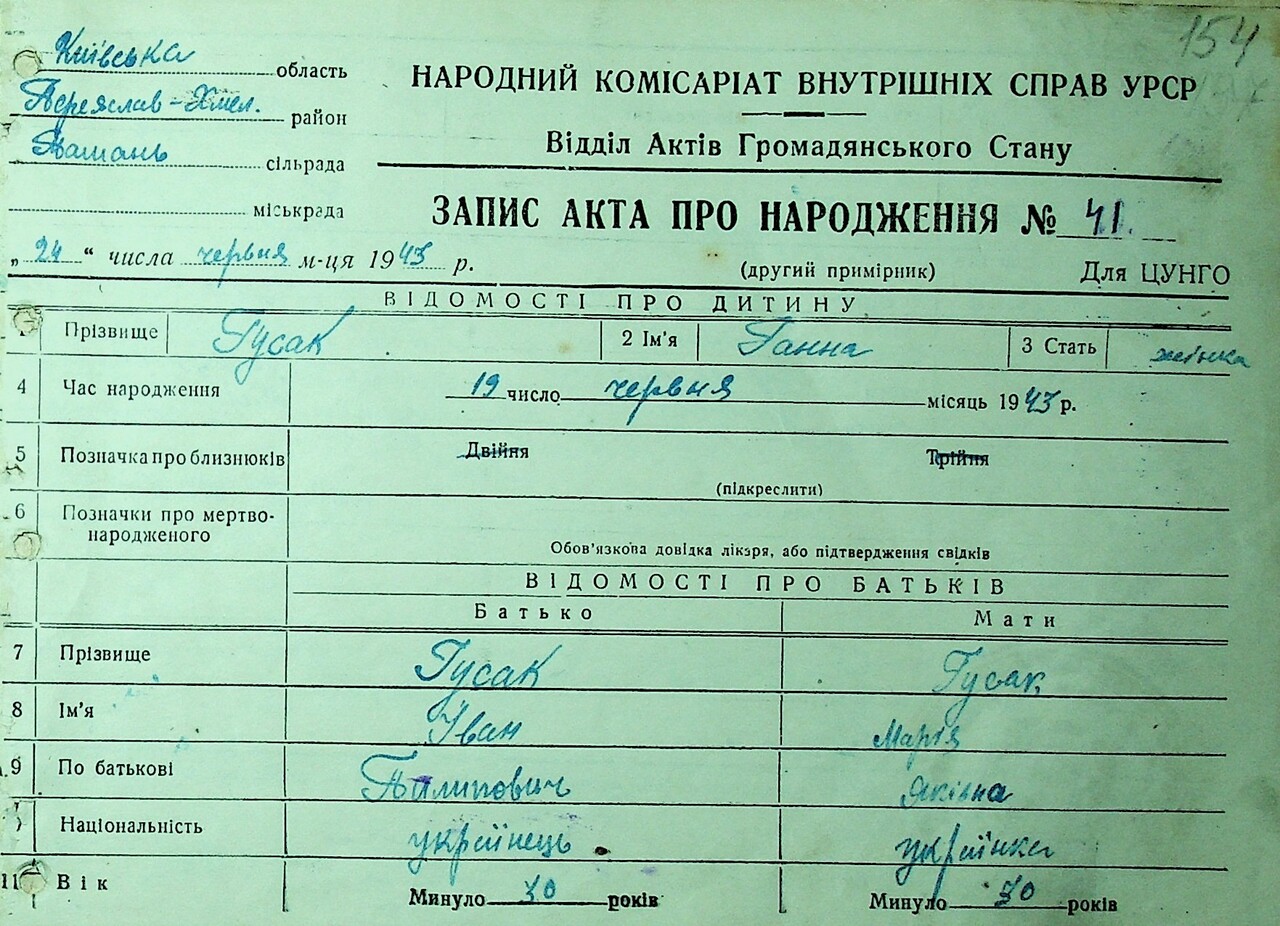 154
Київська область
Переяслав-Хмел. район
Помань сільрада
міськрада
НАРОДНИЙ КОМІСАРІАТ ВНУТРІШНІХ СПРАВ УРСР
Відділ Актів Громадянського Стану
ЗАПИС АКТА ПРО НАРОДЖЕННЯ № 41.
„24“ числа червня м-ця 1943 р.
(другий примірник) Для ЦУНГО
ВІДОМОСТІ ПРО ДИТИНУ
Прізвище Гусак 2 Ім'я Ганна 3 Стать жінка
4 Час народження 19 число червня місяць 1943 р.
5 Позначка про близнюків Двійня Трійня
(підкреслити)
6 Позначки про мертво-
народженого
Обов'язкова довідка лікаря, або підтвердження свідків
ВІДОМОСТІ ПРО БАТЬКІВ
Батько Мати
7 Прізвище Гусак Гусак
8 Ім'я Іван Марія
9 По батькові Пилипович Яківна
Національність українець українка
11 Вік Минуло 30 років Минуло 30 років